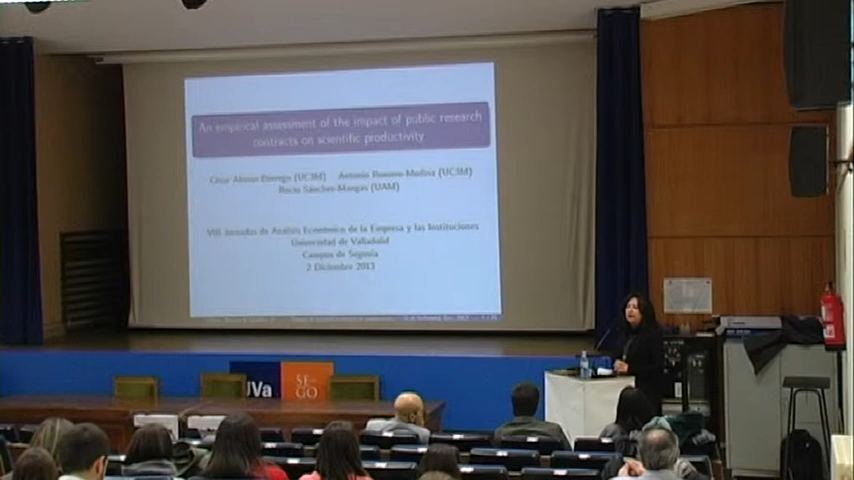 An empirical assessment of the impact of public research
contracts on scientific productivity
César Alonso-Borrego (UC3M) Antonio Romero-Medina (UC3M)
Rocío Sánchez-Mangas (UAM)
VIII Jornadas de Análisis Económico de la Empresa y las Instituciones
Universidad de Valladolid
Campus de Segovia
2 Diciembre 2013
UVa
SE-
GO